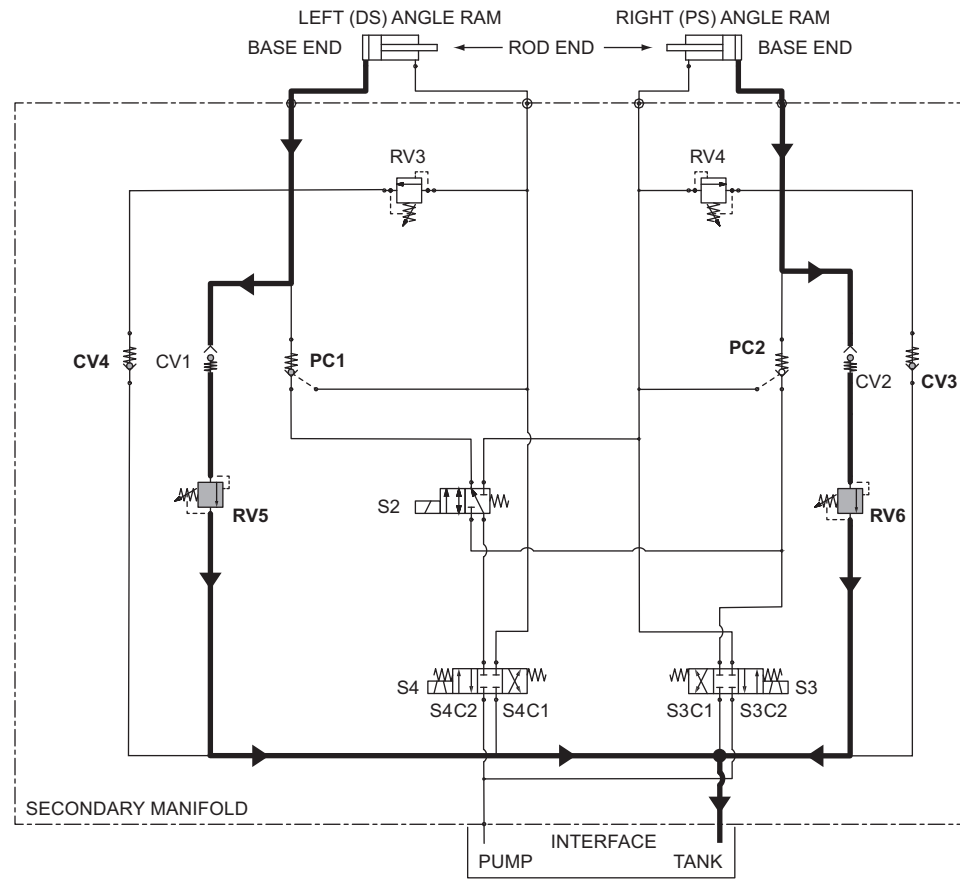 LEFT (DS) ANGLE RAM
RIGHT (PS) ANGLE RAM
BASE END
ROD END
BASE END
RV3
RV4
CV4
CV1
PC1
PC2
CV2
CV3
S2
RV5
RV6
S4
S3
S4C2
S4C1
S3C1
S3C2
SECONDARY MANIFOLD
INTERFACE
PUMP
TANK